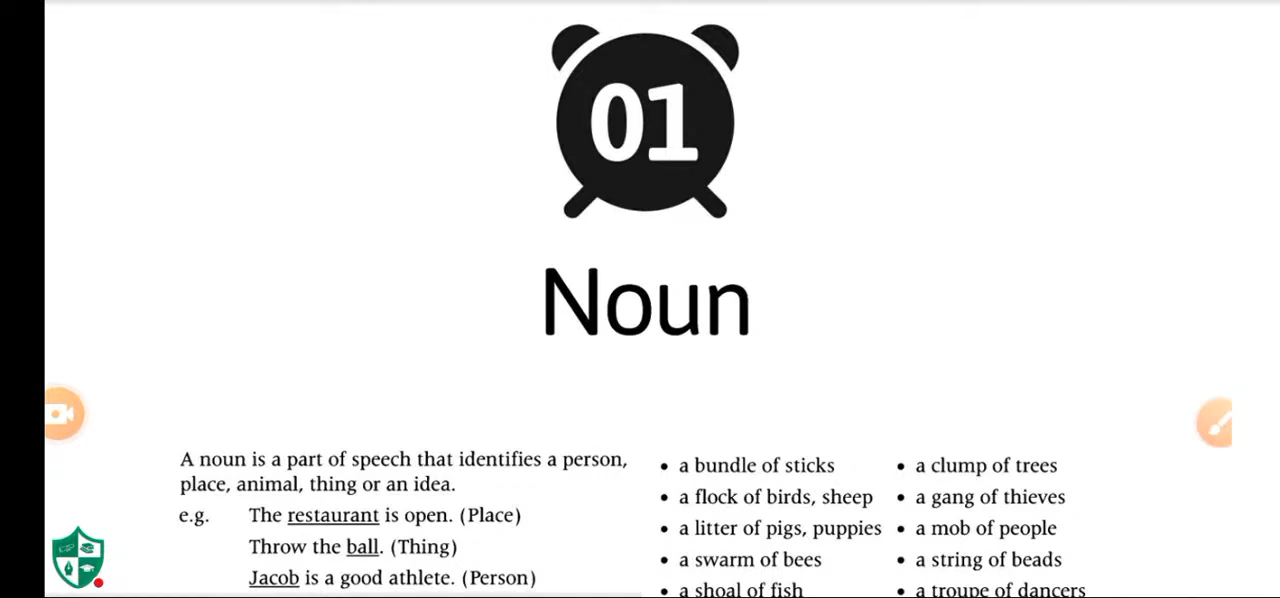 01
Noun
A noun is a part of speech that identifies a person,
place, animal, thing or an idea.
e.g. The restaurant is open. (Place)
Throw the ball. (Thing)
Jacob is a good athlete. (Person)
• a bundle of sticks
• a flock of birds, sheep
• a litter of pigs, puppies
• a swarm of bees
• a shoal of fish
• a clump of trees
• a gang of thieves
• a mob of people
• a string of beads
• a troupe of dancers